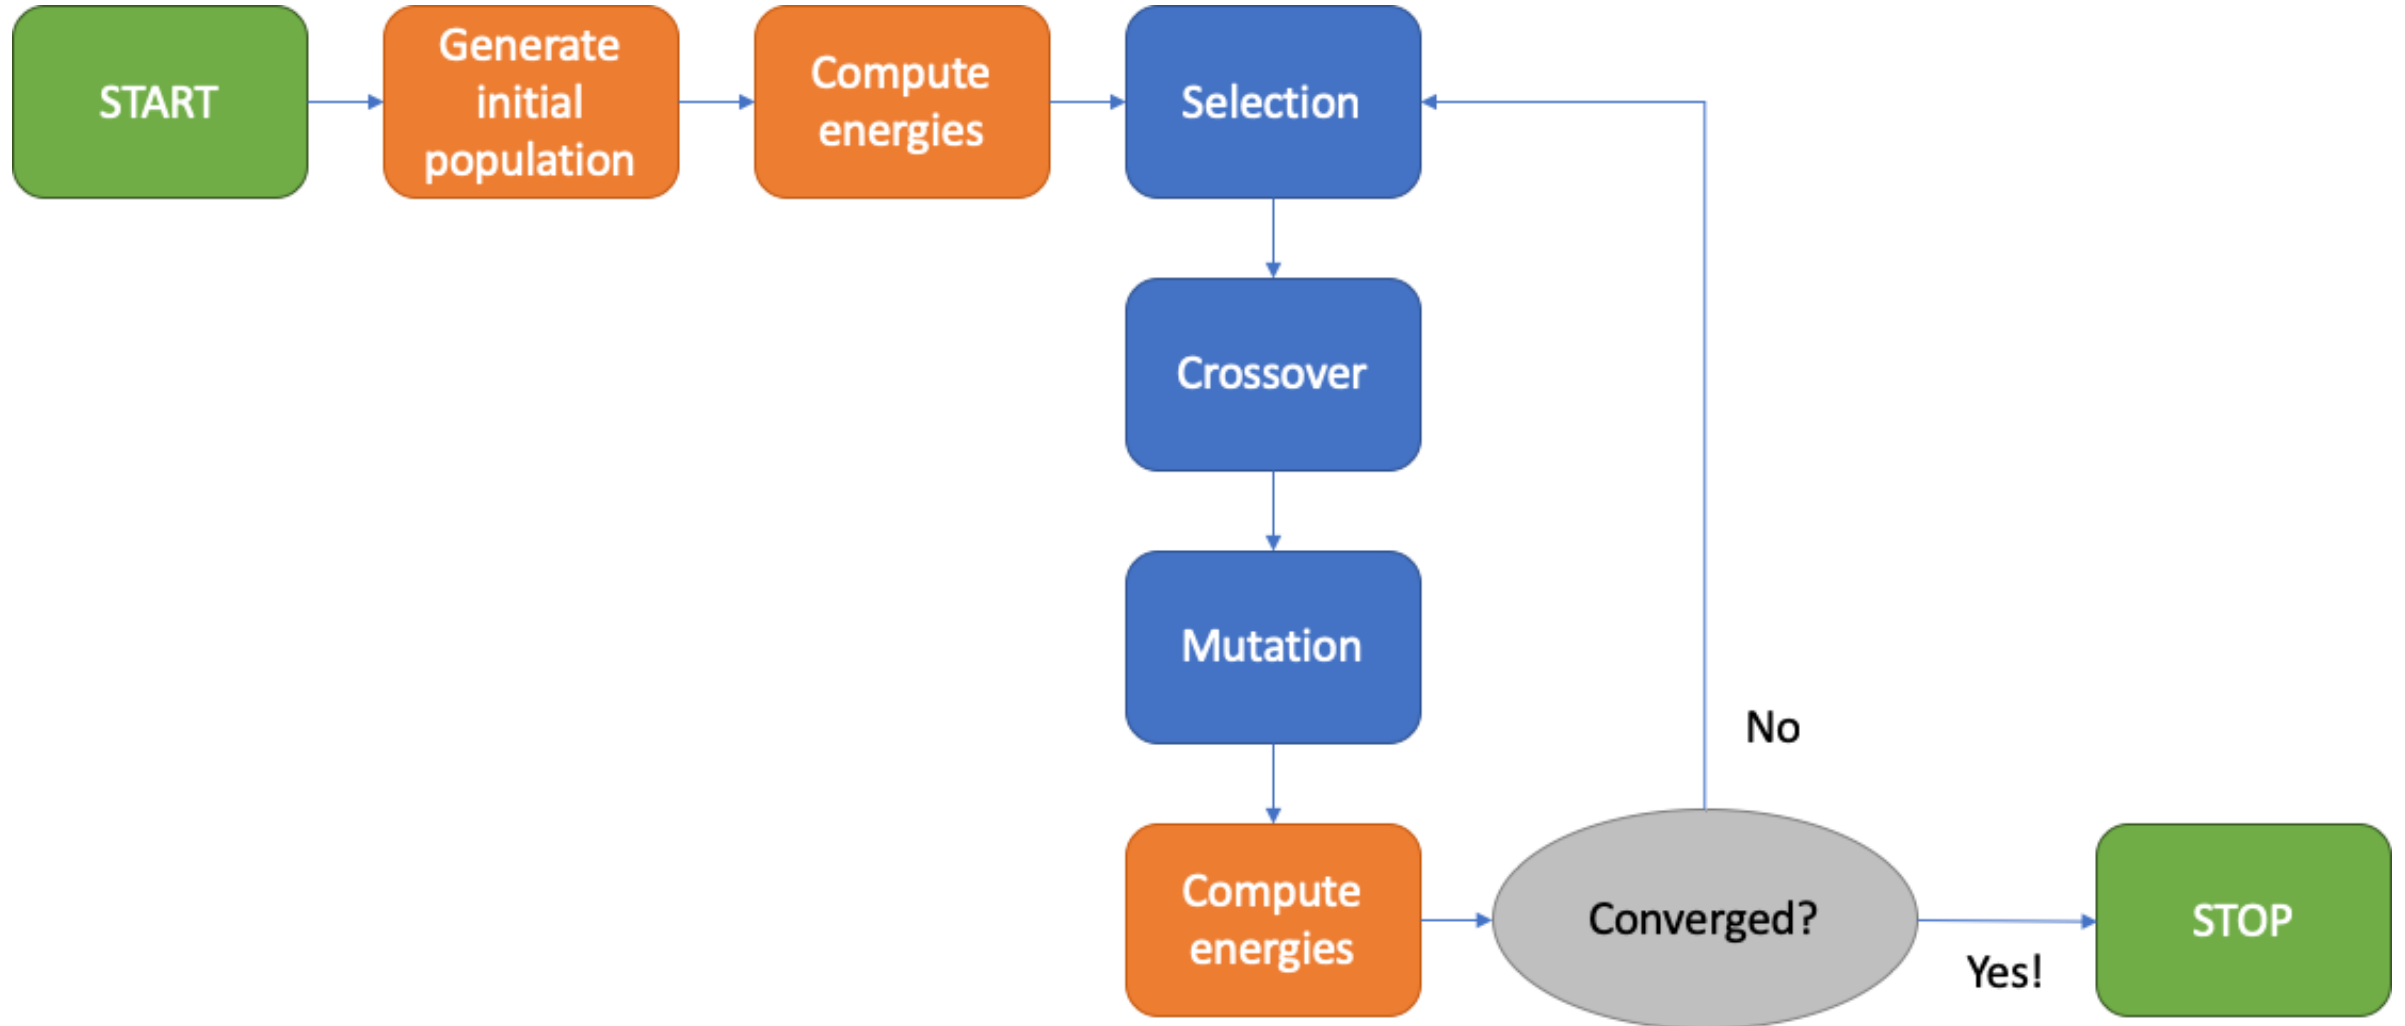 START
Generate
initial
population
Compute
energies
Selection
Crossover
Mutation
No
Compute
energies
Converged?
Yes!
STOP